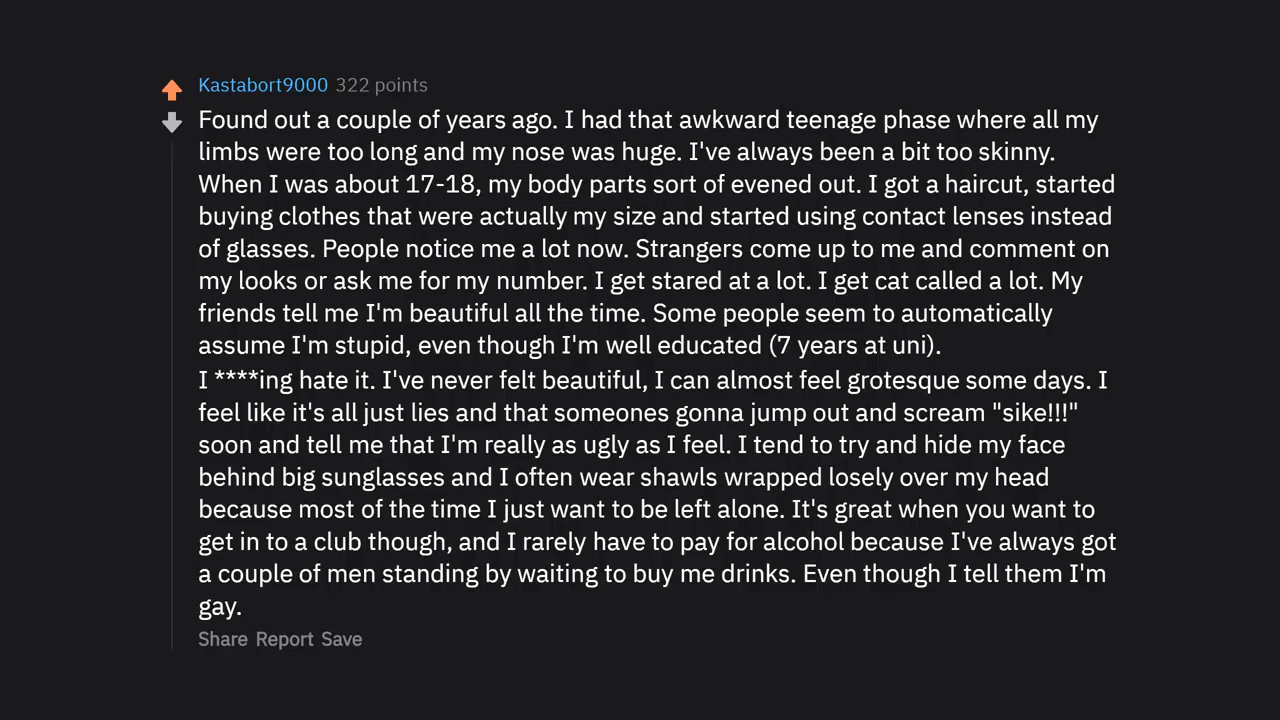 Kastabort9000 322 points
Found out a couple of years ago. I had that awkward teenage phase where all my
limbs were too long and my nose was huge. I've always been a bit too skinny.
When I was about 17-18, my body parts sort of evened out. I got a haircut, started
buying clothes that were actually my size and started using contact lenses instead
of glasses. People notice me a lot now. Strangers come up to me and comment on
my looks or ask me for my number. I get stared at a lot. I get cat called a lot. My
friends tell me I'm beautiful all the time. Some people seem to automatically
assume I'm stupid, even though I'm well educated (7 years at uni).
I ****ing hate it. I've never felt beautiful, I can almost feel grotesque some days. I
feel like it's all just lies and that someones gonna jump out and scream "sike!!!"
soon and tell me that I'm really as ugly as I feel. I tend to try and hide my face
behind big sunglasses and I often wear shawls wrapped losely over my head
because most of the time I just want to be left alone. It's great when you want to
get in to a club though, and I rarely have to pay for alcohol because I've always got
a couple of men standing by waiting to buy me drinks. Even though I tell them I'm
gay.
Share Report Save